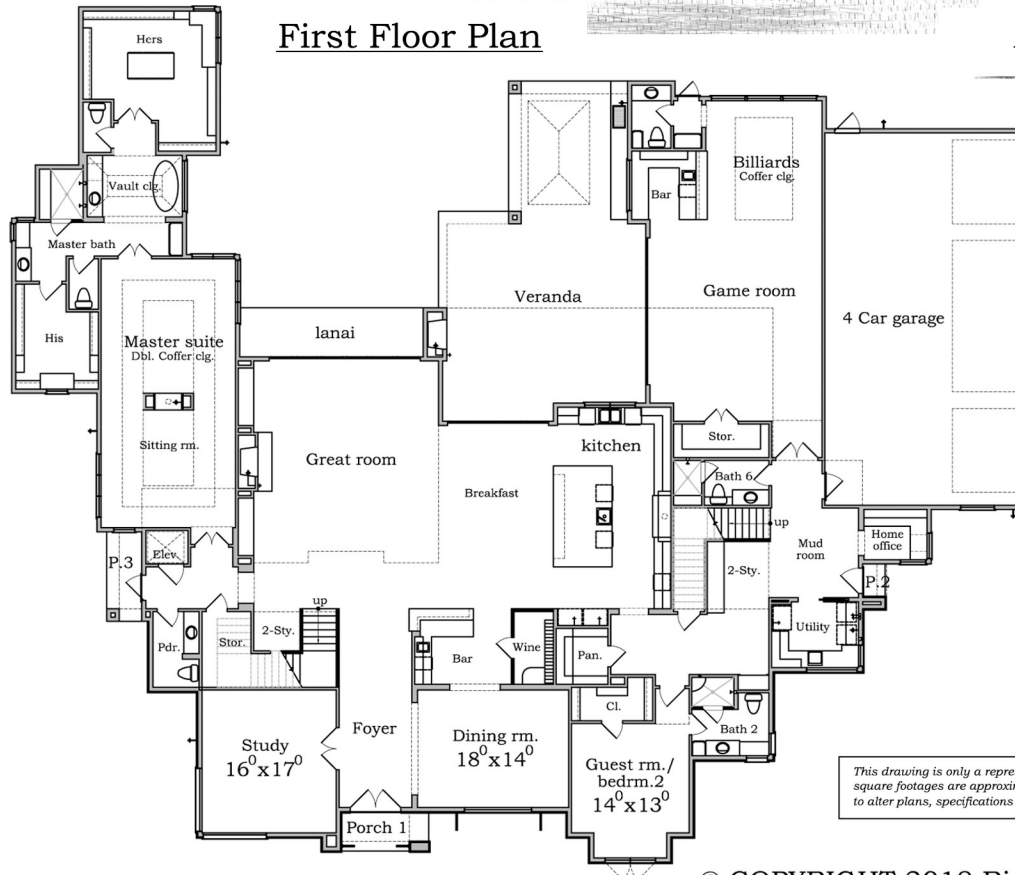 First Floor Plan
Hers
Vault clg.
Master bath
His
Master suite
Dbl. Coffer clg.
Sitting rm.
lanai
Veranda
Bar
Billiards
Coffer clg.
Game room
4 Car garage
Great room
Breakfast
kitchen
Stor.
Bath 6
up
2-Sty.
Mud
room
Home
office
P.2
Utility
P.3
Elev.
Pdr.
Stor.
2-Sty.
up
Bar
Wine
Pan.
Cl.
Bath 2
Study
16⁰x17⁰
Foyer
Dining rm.
18⁰x14⁰
Guest rm./
bedrm.2
14⁰x13⁰
Porch 1
This drawing is only a repre
square footages are approxi
to alter plans, specifications
© COPYRIGHT 2018 Bi